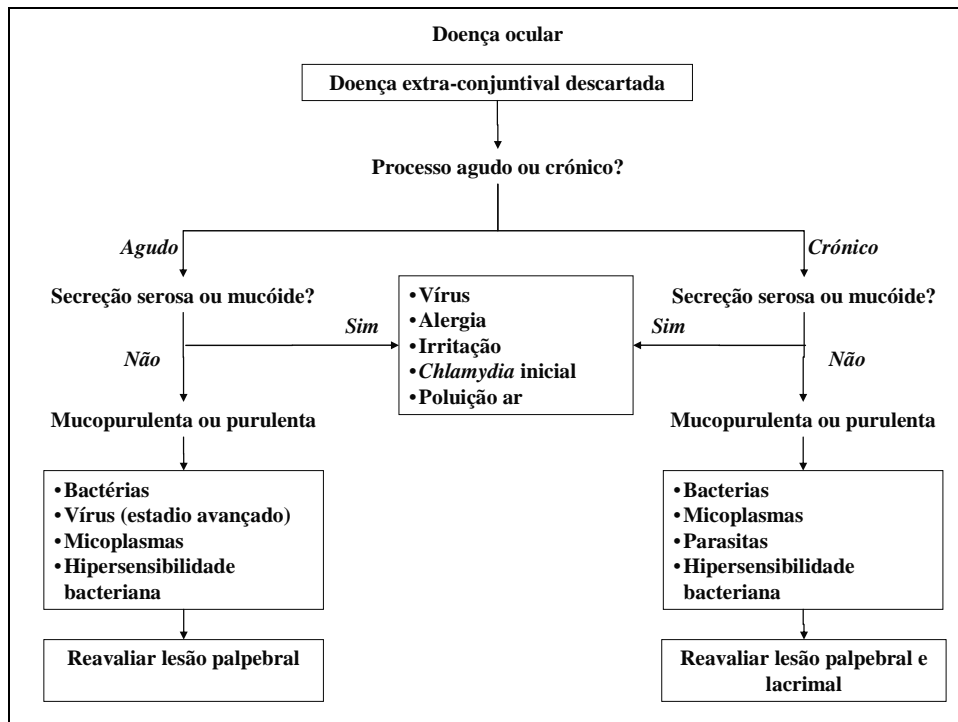 Doença ocular
Doença extra-conjuntival descartada
Processo agudo ou crónico?
Agudo
Crónico
Secreção serosa ou mucóide?
Secreção serosa ou mucóide?
Sim
Sim
•Vírus
•Alergia
•Irritação
•Chlamydia inicial
•Poluição ar
Não
Não
Mucopurulenta ou purulenta
Mucopurulenta ou purulenta
•Bactérias
•Vírus (estadio avançado)
•Micoplasmas
•Hipersensibilidade
bacteriana
•Bacterias
•Micoplasmas
•Parasitas
•Hipersensibilidade
bacteriana
Reavaliar lesão palpebral
Reavaliar lesão palpebral e
lacrimal